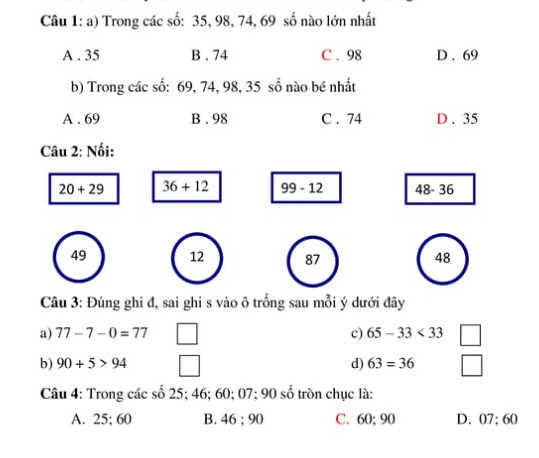 Câu 1: a) Trong các số: 35, 98, 74, 69 số nào lớn nhất
A . 35 B . 74 C . 98 D . 69
b) Trong các số: 69, 74, 98, 35 số nào bé nhất
A . 69 B . 98 C . 74 D . 35
Câu 2: Nối:
20 + 29 36 + 12 99 - 12 48- 36
49 12 87 48
Câu 3: Đúng ghi đ, sai ghi s vào ô trống sau mỗi ý dưới đây
a) 77 – 7 – 0 = 77 c) 65 – 33 < 33
b) 90 + 5 > 94 d) 63 = 36
Câu 4: Trong các số 25; 46; 60; 07; 90 số tròn chục là:
A. 25; 60 B. 46 ; 90 C. 60; 90 D. 07; 60